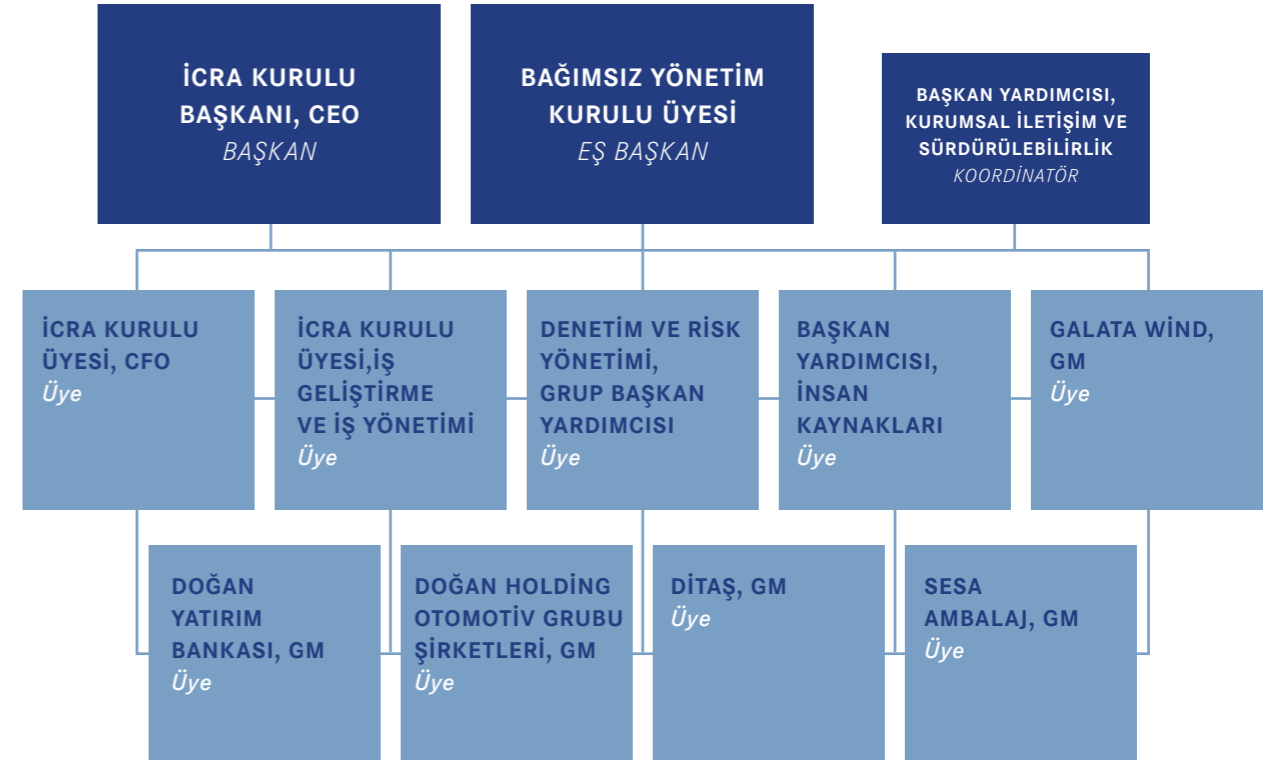 İCRA KURULU
BAŞKANI, CEO
BAŞKAN
BAĞIMSIZ YÖNETİM
KURULU ÜYESİ
EŞ BAŞKAN
BAŞKAN YARDIMCISI,
KURUMSAL İLETİŞİM VE
SÜRDÜRÜLEBİLİRLİK
KOORDİNATÖR
İCRA KURULU
ÜYESİ, CFO
Üye
İCRA KURULU
ÜYESİ,İŞ
GELİŞTİRME
VE İŞ YÖNETİMİ
Üye
DENETİM VE RİSK
YÖNETİMİ,
GRUP BAŞKAN
YARDIMCISI
Üye
BAŞKAN
YARDIMCISI,
İNSAN
KAYNAKLARI
Üye
GALATA WİND,
GM
Üye
DOĞAN
YATIRIM
BANKASI, GM
Üye
DOĞAN HOLDİNG
OTOMOTİV GRUBU
ŞİRKETLERİ, GM
Üye
DİTAŞ, GM
Üye
SESA
AMBALAJ, GM
Üye